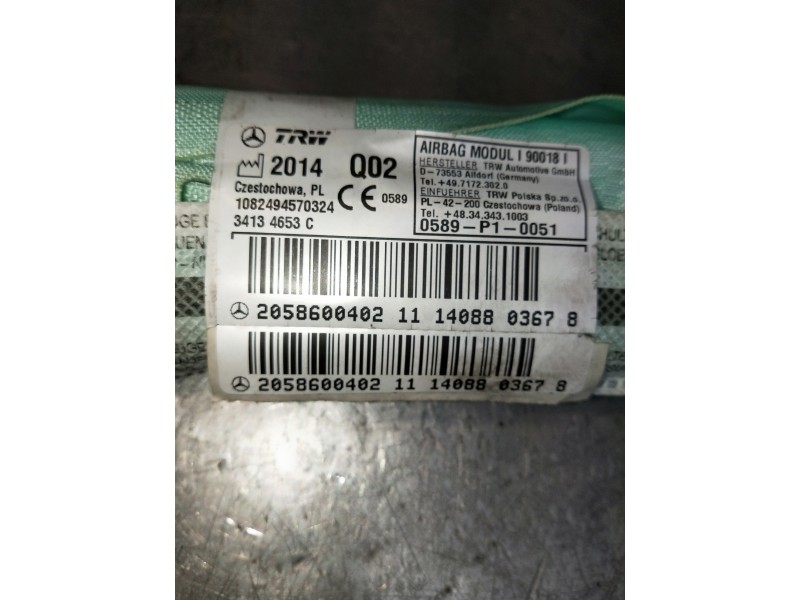 TRW
2014 Q02
Czestochowa, PL
1082494570324
3413 4653 C
CE 0589
AIRBAG MODUL I 90018 I
HERSTELLER TRW Automotive GmbH
D-73553 Alfdorf (Germany)
Tel.+49.7172.302.0
EINFUEHRER TRW Polska Sp.zo.o.
PL-42-200 Czestochowa (Poland)
Tel. +48.34.343.1003
0589-P1-0051
2058600402 11 14088 0367 8
2058600402 11 14088 0367 8